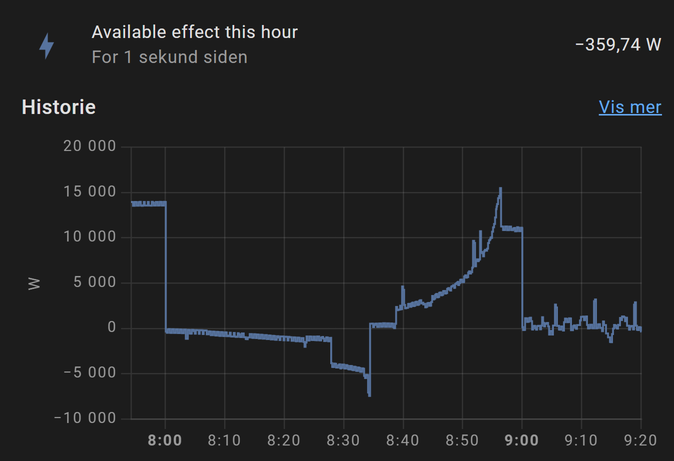 Available effect this hour
For 1 sekund siden
−359,74 W
Historie
Vis mer
20 000
15 000
10 000
5 000
0
−5 000
−10 000
W
8:00
8:10
8:20
8:30
8:40
8:50
9:00
9:10
9:20